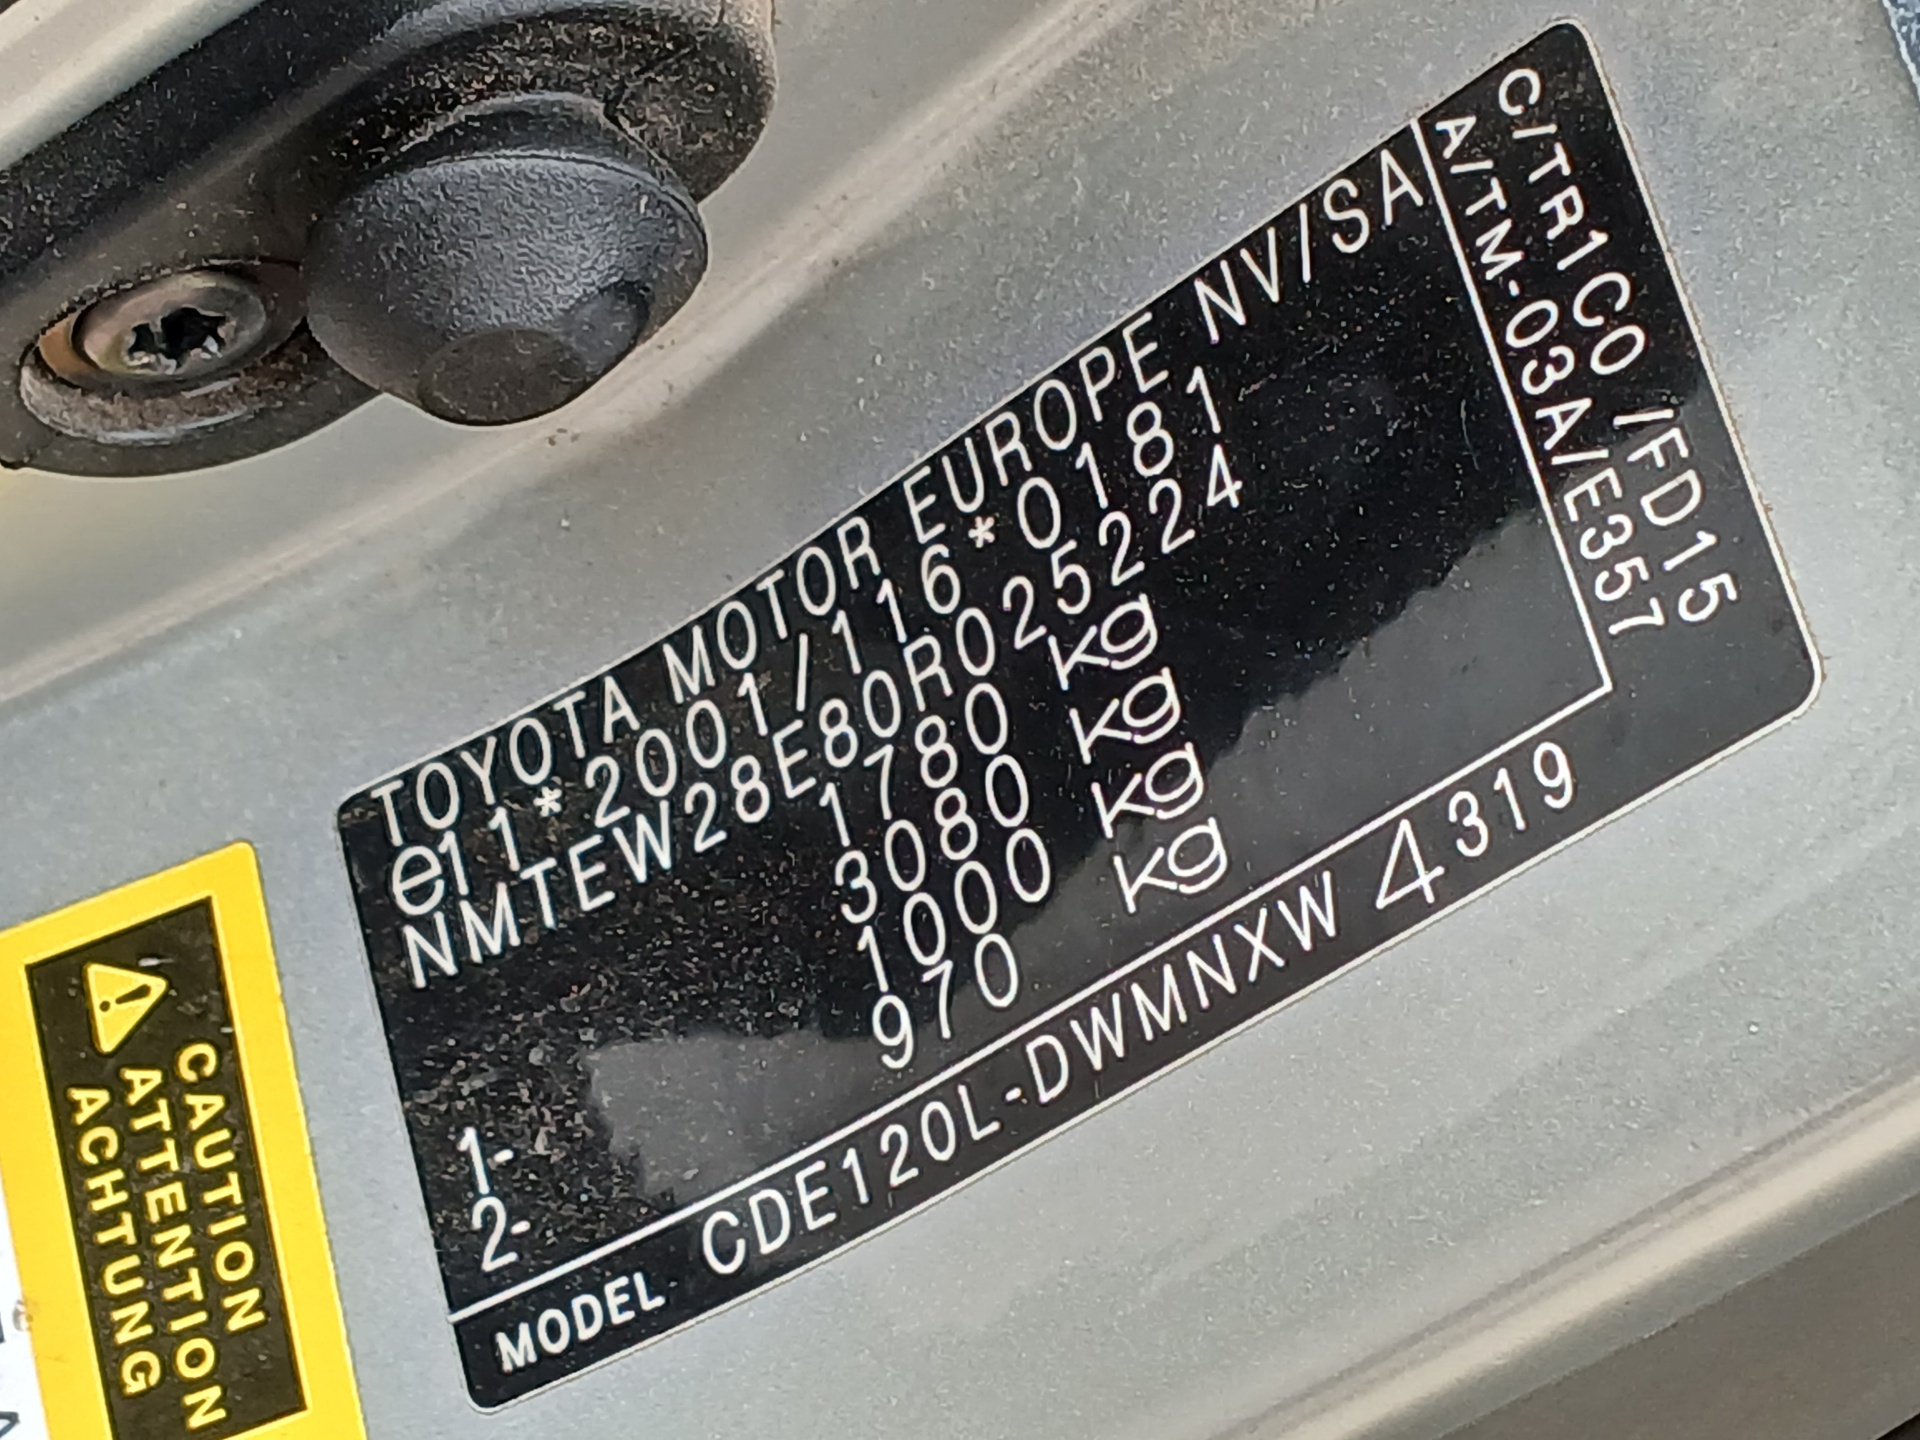 TOYOTA MOTOR EUROPE NV/SA
e11*2001/116*0181
NMTEW28E80R025224
1780 kg
3080 kg
1000 kg
970 kg
1-
2-
MODEL CDE120L-DWMNXW 4319
C/TR1C0 /FD15
A/TM-03A/E357
CAUTION
ATTENTION
ACHTUNG